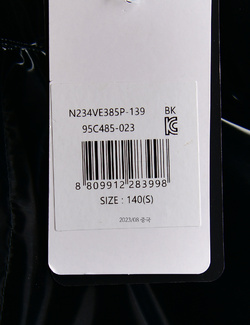 N234VE385P-139 BK
95C485-023
8 809912 283998
SIZE : 140(S)
2023/08 중국